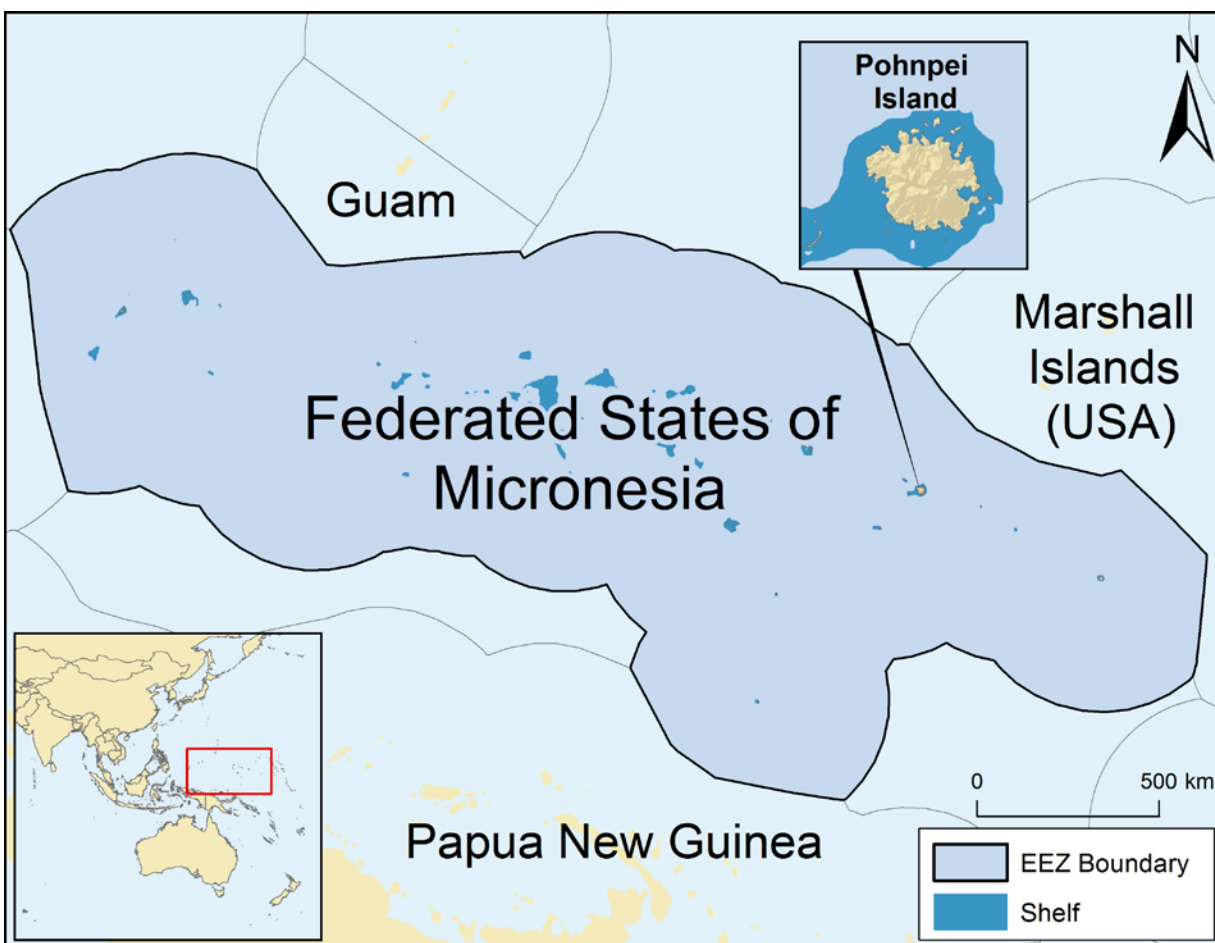 Pohnpei
Island
N
Guam
Marshall
Islands
(USA)
Federated States of
Micronesia
0 500 km
Papua New Guinea
EEZ Boundary
Shelf